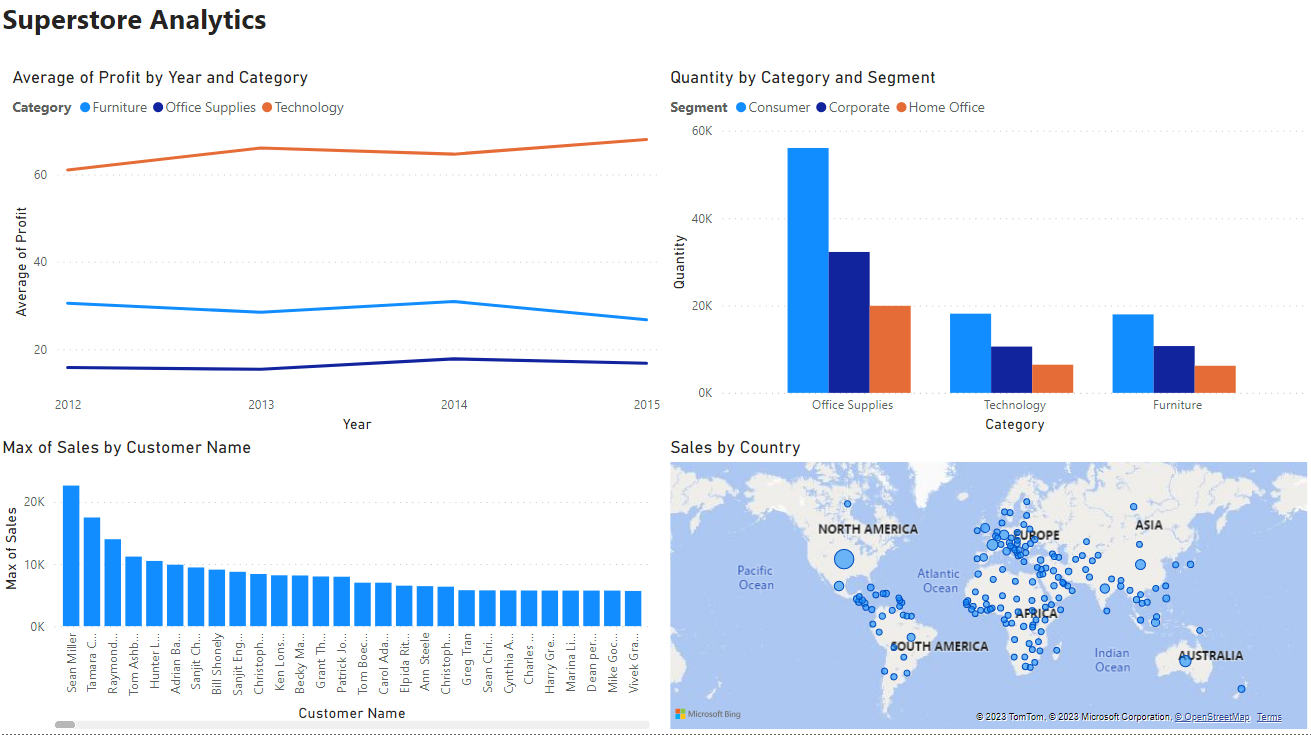 Superstore Analytics
Average of Profit by Year and Category
Category Furniture Office Supplies Technology
Average of Profit
60
40
20
2012 2013 2014 2015
Year
Quantity by Category and Segment
Segment Consumer Corporate Home Office
Quantity
60K
40K
20K
0K
Office Supplies Technology Furniture
Category
Max of Sales by Customer Name
Max of Sales
20K
10K
0K
Sean Miller
Tamara C...
Raymond...
Tom Ashb...
Hunter L...
Adrian Ba...
Sanjit Ch...
Bill Shonely
Sanjit Eng...
Christoph...
Ken Lons...
Becky Ma...
Grant Th...
Patrick Jo...
Tom Boec...
Carol Ada...
Elpida Rit...
Ann Steele
Christoph...
Greg Tran
Sean Chri...
Cynthia A...
Charles ...
Harry Gre...
Marina Li...
Dean per...
Mike Goc...
Vivek Gra...
Customer Name
Sales by Country
NORTH AMERICA
EUROPE
ASIA
Pacific
Ocean
Atlantic
Ocean
AFRICA
SOUTH AMERICA
Indian
Ocean
AUSTRALIA
Microsoft Bing
© 2023 TomTom, © 2023 Microsoft Corporation, © OpenStreetMap Terms